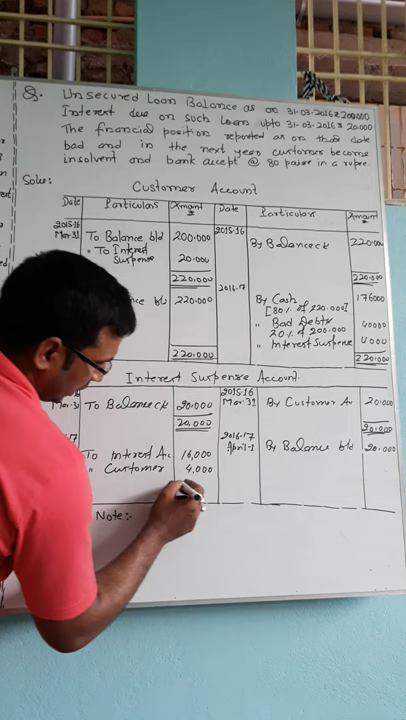 Q. Unsecured Loan Balance as on 31-03-2016 ₹ 200000
Interest due on such Loan upto 31-03-2016 ₹ 20000
The financial position reported as on that date
bad and in the next year customer become
insolvent and bank accept @ 80 paise in a rupee.
Solu:
Customer Account
Date Particulars Amount ₹ Date Particulars Amount ₹
2015-16
Mar-31 To Balance b/d 200.000 2015-16 By Balance c/d 220.000
" To Interest Suspense 20.000
220.000 220.000
b/d 220.000 2016-17 By Cash 176000
[80% of 220.000]
" Bad Debts 40000
20% of 200.000
" Interest Suspense 4000
220.000 220.000
Interest Suspense Account
Mar-31 To Balance c/d 20.000 2015-16 Mar-31 By Customer A/c 20.000
20.000 20.000
To Interest A/c 16,000 2016-17 April-1 By Balance b/d 20.000
" Customer 4,000
Note:-